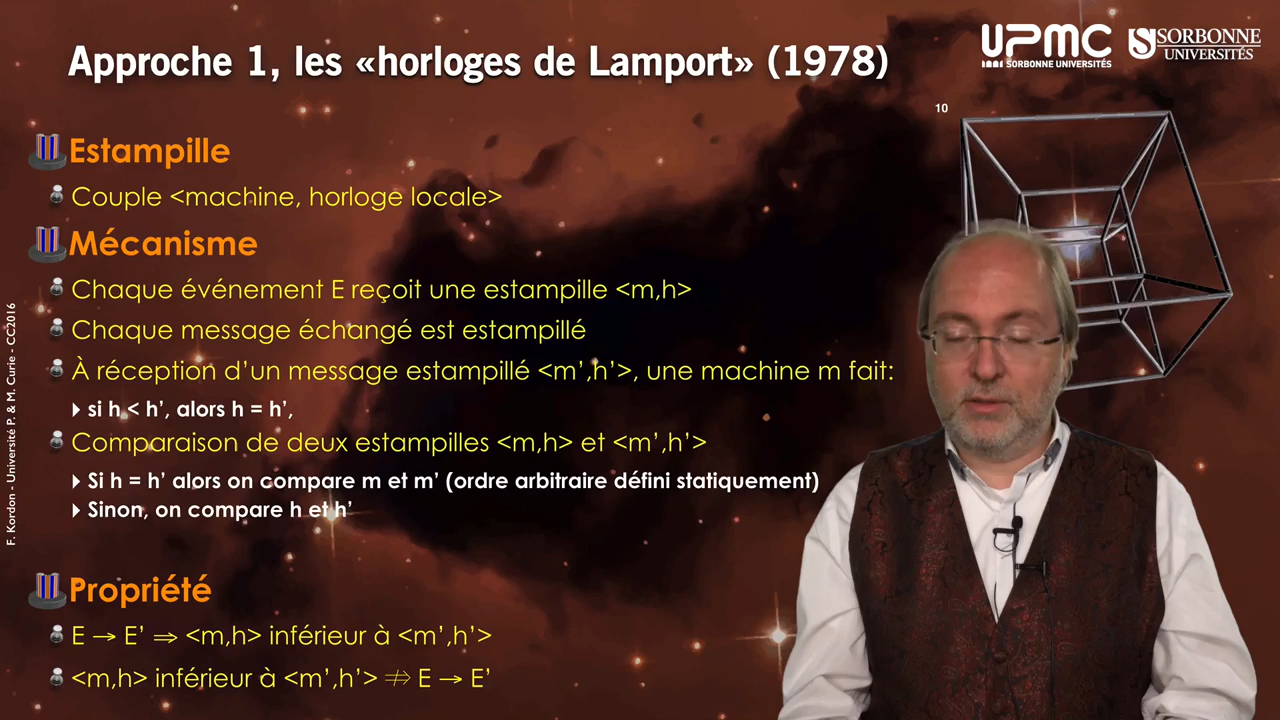 Approche 1, les «horloges de Lamport» (1978)
UPMC
SORBONNE UNIVERSITÉS
SORBONNE
UNIVERSITÉS
10
Estampille
Couple <machine, horloge locale>
Mécanisme
Chaque événement E reçoit une estampille <m,h>
Chaque message échangé est estampillé
À réception d’un message estampillé <m’,h’>, une machine m fait:
si h < h’, alors h = h’,
Comparaison de deux estampilles <m,h> et <m’,h’>
Si h = h’ alors on compare m et m’ (ordre arbitraire défini statiquement)
Sinon, on compare h et h’
Propriété
E → E’ ⇒ <m,h> inférieur à <m’,h’>
<m,h> inférieur à <m’,h’> ⇏ E → E’
F. Kordon - Université P. & M. Curie - CC2016